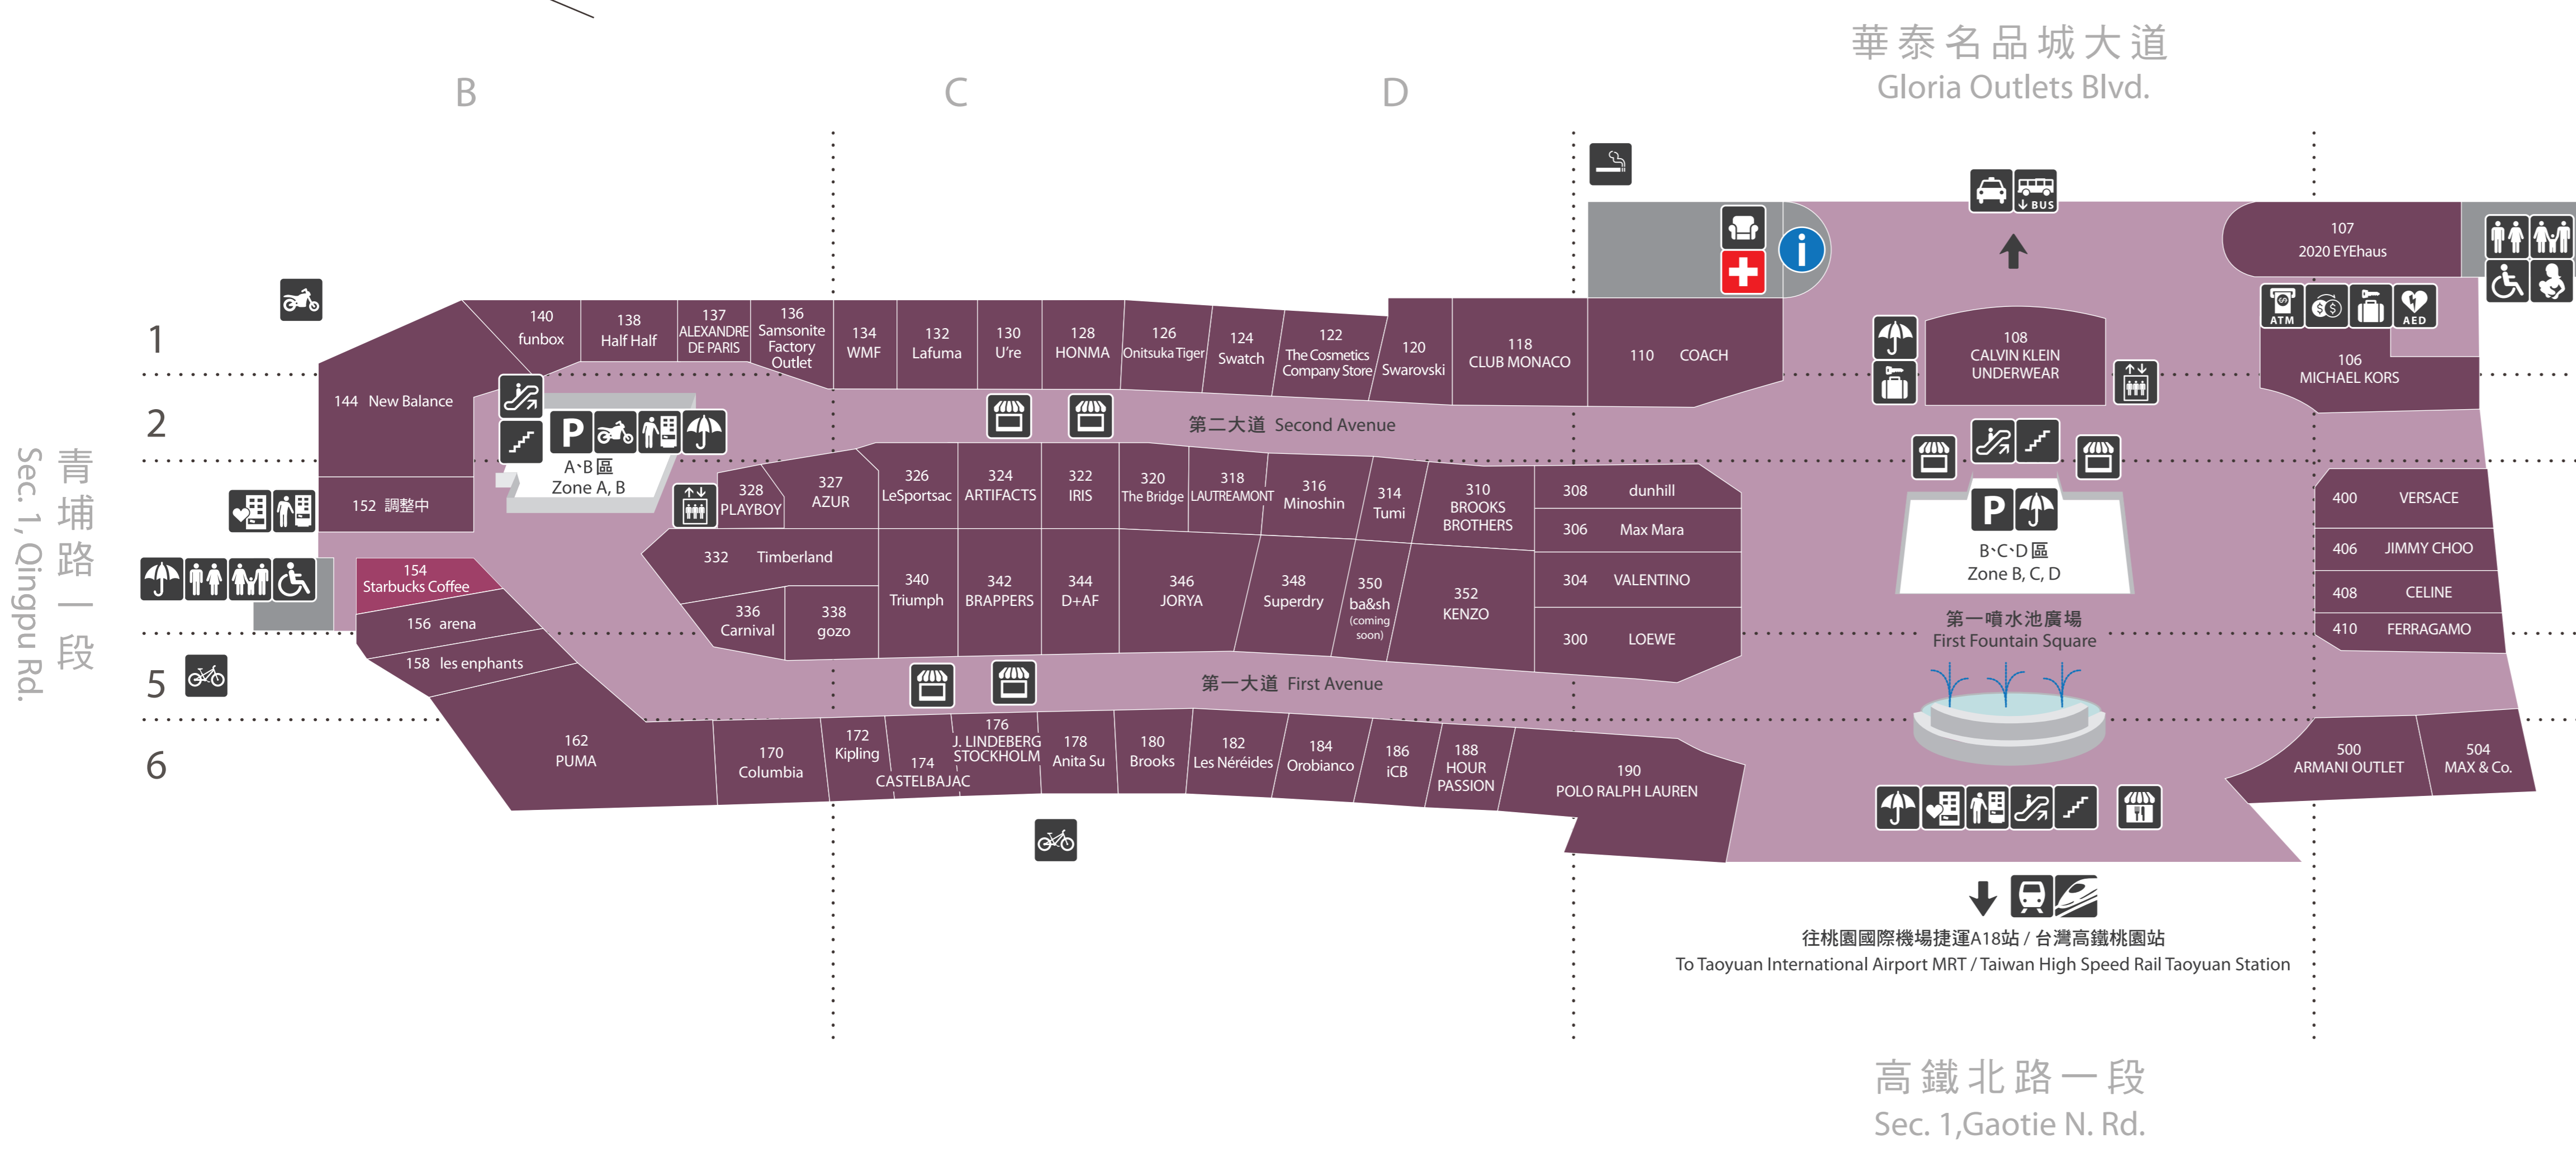 華泰名品城大道
Gloria Outlets Blvd.
B
C
D
1
2
5
6
青埔路一段
Sec. 1, Qingpu Rd.
↓ BUS
107
2020 EYEhaus
ATM
AED
140
funbox
138
Half Half
137
ALEXANDRE
DE PARIS
136
Samsonite
Factory
Outlet
134
WMF
132
Lafuma
130
U're
128
HONMA
126
Onitsuka Tiger
124
Swatch
122
The Cosmetics
Company Store
120
Swarovski
118
CLUB MONACO
110 COACH
108
CALVIN KLEIN
UNDERWEAR
106
MICHAEL KORS
144 New Balance
152 調整中
P
A、B區
Zone A, B
第二大道 Second Avenue
328
PLAYBOY
327
AZUR
326
LeSportsac
324
ARTIFACTS
322
IRIS
320
The Bridge
318
LAUTREAMONT
316
Minoshin
314
Tumi
310
BROOKS
BROTHERS
308 dunhill
306 Max Mara
304 VALENTINO
300 LOEWE
332 Timberland
336
Carnival
338
gozo
340
Triumph
342
BRAPPERS
344
D+AF
346
JORYA
348
Superdry
350
ba&sh
(coming
soon)
352
KENZO
P
B、C、D區
Zone B, C, D
第一噴水池廣場
First Fountain Square
400 VERSACE
406 JIMMY CHOO
408 CELINE
410 FERRAGAMO
154
Starbucks Coffee
156 arena
158 les enphants
第一大道 First Avenue
162
PUMA
170
Columbia
172
Kipling
174
CASTELBAJAC
176
J. LINDEBERG
STOCKHOLM
178
Anita Su
180
Brooks
182
Les Néréides
184
Orobianco
186
iCB
188
HOUR
PASSION
190
POLO RALPH LAUREN
500
ARMANI OUTLET
504
MAX & Co.
往桃園國際機場捷運A18站 / 台灣高鐵桃園站
To Taoyuan International Airport MRT / Taiwan High Speed Rail Taoyuan Station
高鐵北路一段
Sec. 1,Gaotie N. Rd.